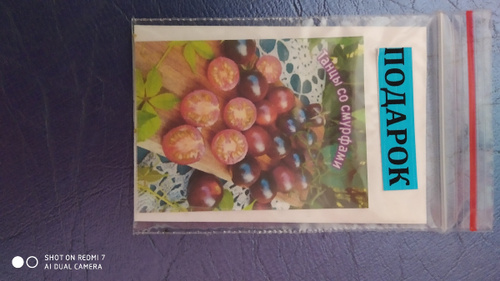 Танцы со смурфами
ПОДАРОК
SHOT ON REDMI 7
AI DUAL CAMERA